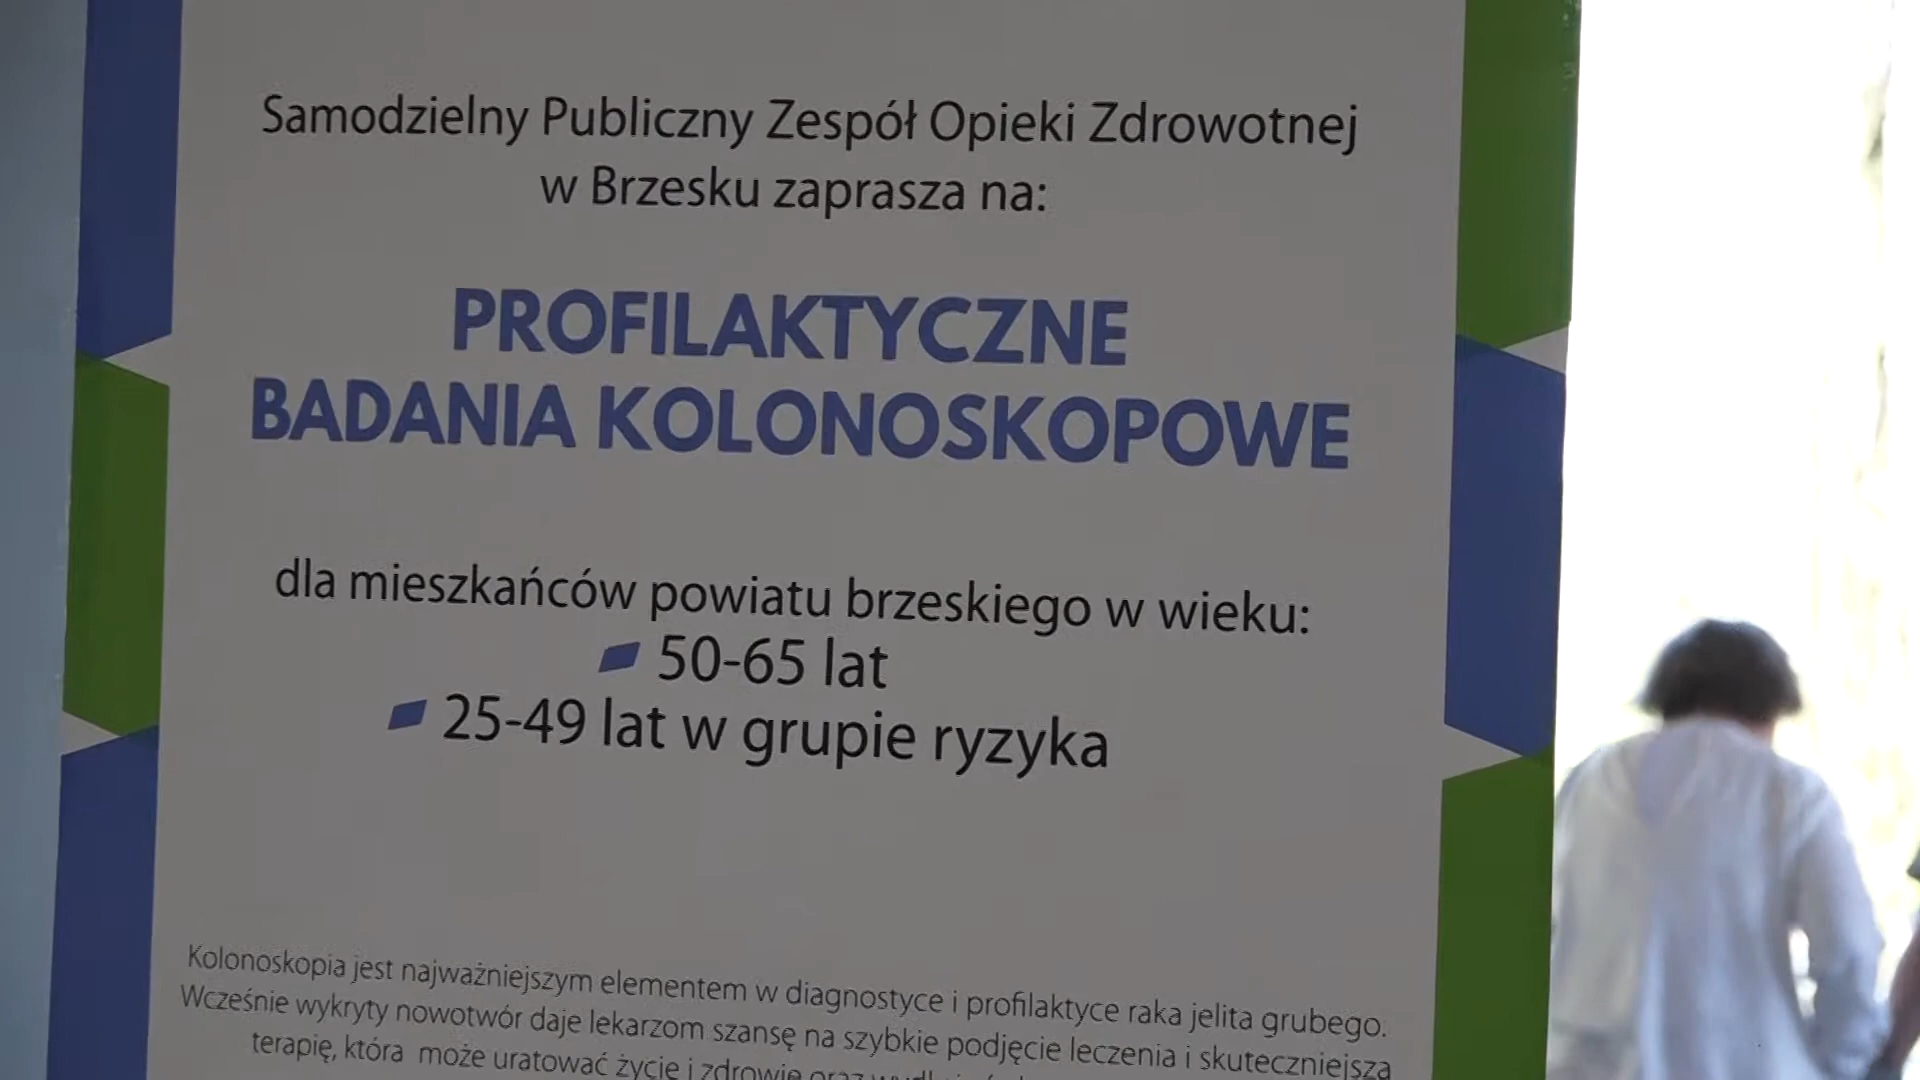 Samodzielny Publiczny Zespół Opieki Zdrowotnej
w Brzesku zaprasza na:
PROFILAKTYCZNE
BADANIA KOLONOSKOPOWE
dla mieszkańców powiatu brzeskiego w wieku:
50-65 lat
25-49 lat w grupie ryzyka
Kolonoskopia jest najważniejszym elementem w diagnostyce i profilaktyce raka jelita grubego.
Wcześnie wykryty nowotwór daje lekarzom szansę na szybkie podjęcie leczenia i skuteczniejszą
terapię, która może uratować życie i zdrowie oraz